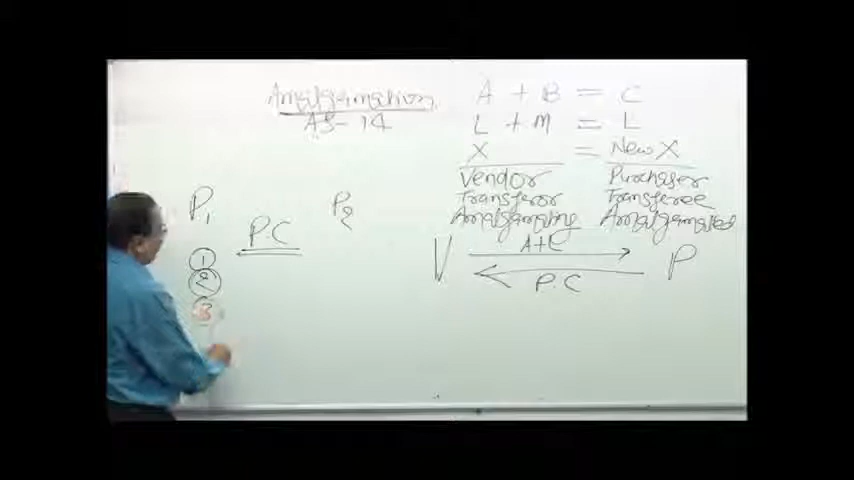 Amalgamation
AS-14
A + B = C
L + M = L
X = New X
Vendor Purchaser
Transferor Transferee
Amalgamating Amalgamated
V A+L P
P.C
P1 P.C P2
1
2
3